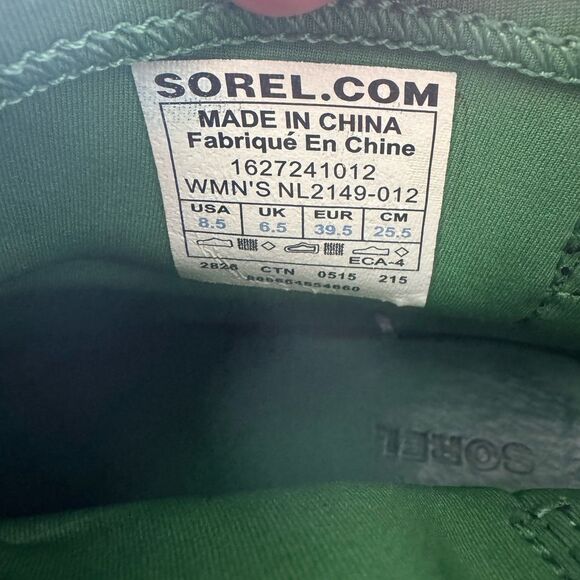 SOREL.COM
MADE IN CHINA
Fabriqué En Chine
1627241012
WMN'S NL2149-012
USA UK EUR CM
8.5 6.5 39.5 25.5
ECA-4
2826 CTN 0515 215
SOREL